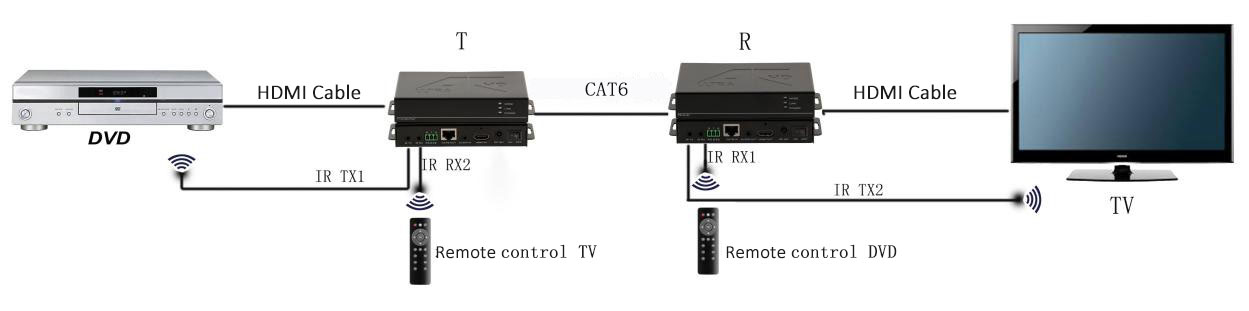 T
R
HDMI Cable
CAT6
HDMI Cable
DVD
IR RX2
IR RX1
IR TX1
IR TX2
TV
Remote control TV
Remote control DVD